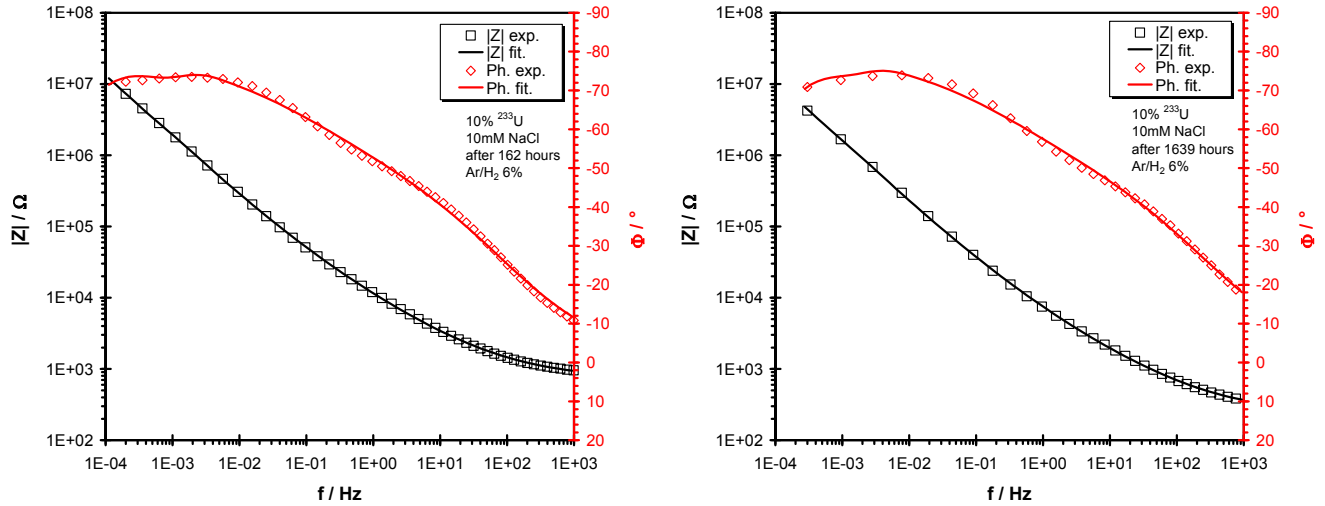 1E+08
1E+07
1E+06
1E+05
1E+04
1E+03
1E+02
|Z| / Ω
-90
-80
-70
-60
-50
-40
-30
-20
-10
0
10
20
Φ / °
|Z| exp.
|Z| fit.
Ph. exp.
Ph. fit.
10% ²³³U
10mM NaCl
after 162 hours
Ar/H₂ 6%
1E-04 1E-03 1E-02 1E-01 1E+00 1E+01 1E+02 1E+03
f / Hz
1E+08
1E+07
1E+06
1E+05
1E+04
1E+03
1E+02
|Z| / Ω
-90
-80
-70
-60
-50
-40
-30
-20
-10
0
10
20
Φ / °
|Z| exp.
|Z| fit.
Ph. exp.
Ph. fit.
10% ²³³U
10mM NaCl
after 1639 hours
Ar/H₂ 6%
1E-04 1E-03 1E-02 1E-01 1E+00 1E+01 1E+02 1E+03
f / Hz